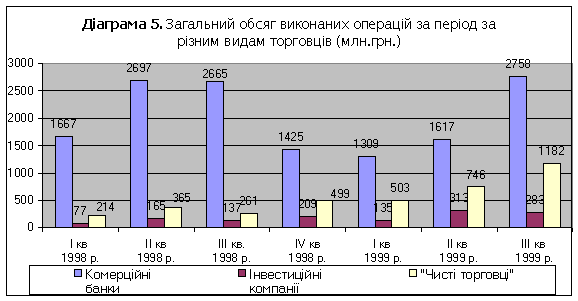 Діаграма 5. Загальний обсяг виконаних операцій за період за
різним видам торговців (млн.грн.)
3000
2500
2000
1500
1000
500
0
1667
77
214
2697
165
365
2665
137
261
1425
209
499
1309
135
503
1617
313
746
2758
283
1182
I кв
1998 р.
II кв
1998 р.
III кв.
1998 р.
IV кв
1998 р.
I кв
1999 р.
II кв
1999 р.
III кв
1999 р.
Комерційні
банки
Інвестиційні
компанії
"Чисті торговці"